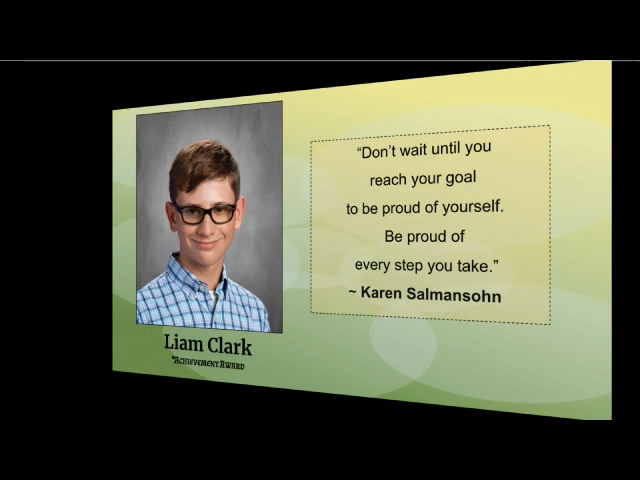 “Don’t wait until you
reach your goal
to be proud of yourself.
Be proud of
every step you take.”
~ Karen Salmansohn
Liam Clark
*Achievement Award